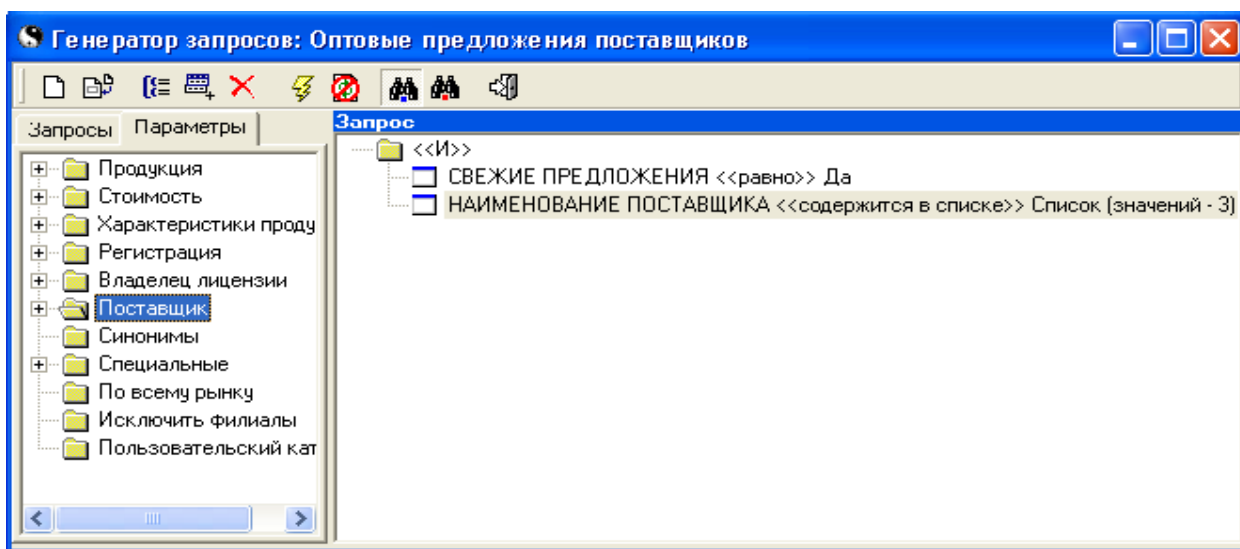 Генератор запросов: Оптовые предложения поставщиков
Запросы Параметры
Продукция
Стоимость
Характеристики проду
Регистрация
Владелец лицензии
Поставщик
Синонимы
Специальные
По всему рынку
Исключить филиалы
Пользовательский кат
Запрос
<<И>>
СВЕЖИЕ ПРЕДЛОЖЕНИЯ <<равно>> Да
НАИМЕНОВАНИЕ ПОСТАВЩИКА <<содержится в списке>> Список (значений - 3)